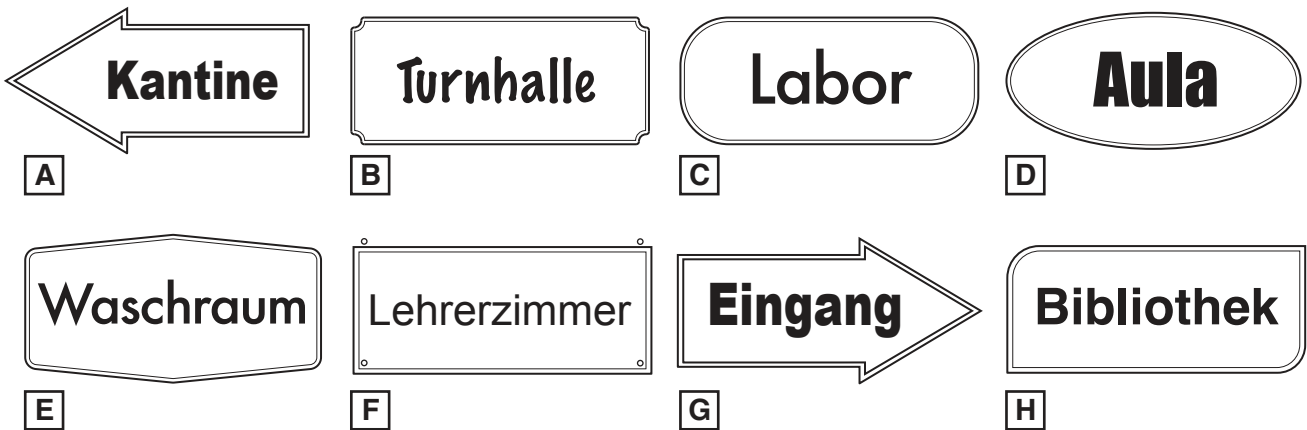 Kantine
Turnhalle
Labor
Aula
A
B
C
D
Waschraum
Lehrerzimmer
Eingang
Bibliothek
E
F
G
H